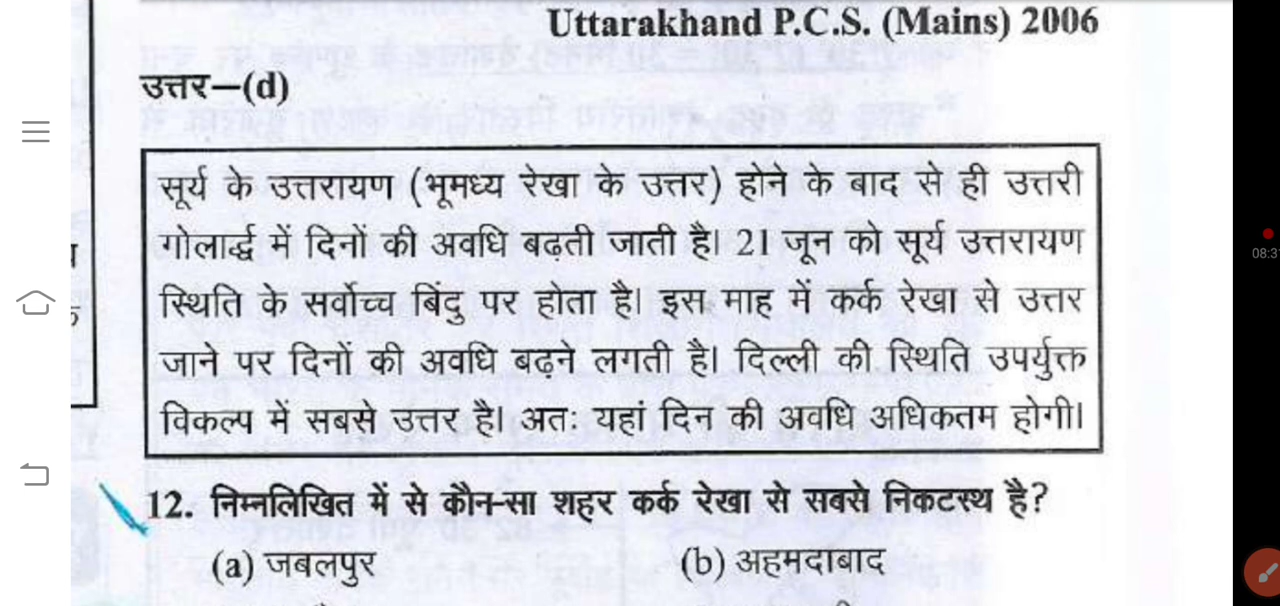 Uttarakhand P.C.S. (Mains) 2006
उत्तर–(d)
सूर्य के उत्तरायण (भूमध्य रेखा के उत्तर) होने के बाद से ही उत्तरी
गोलार्द्ध में दिनों की अवधि बढ़ती जाती है। 21 जून को सूर्य उत्तरायण
स्थिति के सर्वोच्च बिंदु पर होता है। इस माह में कर्क रेखा से उत्तर
जाने पर दिनों की अवधि बढ़ने लगती है। दिल्ली की स्थिति उपर्युक्त
विकल्प में सबसे उत्तर है। अतः यहां दिन की अवधि अधिकतम होगी।
12. निम्नलिखित में से कौन-सा शहर कर्क रेखा से सबसे निकटस्थ है?
(a) जबलपुर (b) अहमदाबाद